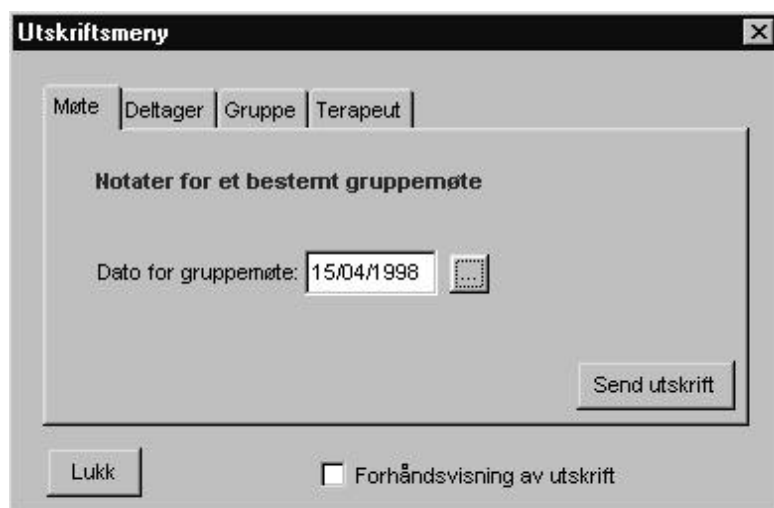 Utskriftsmeny
Møte Deltager Gruppe Terapeut
Notater for et bestemt gruppemøte
Dato for gruppemøte: 15/04/1998 ...
Send utskrift
Lukk Forhåndsvisning av utskrift